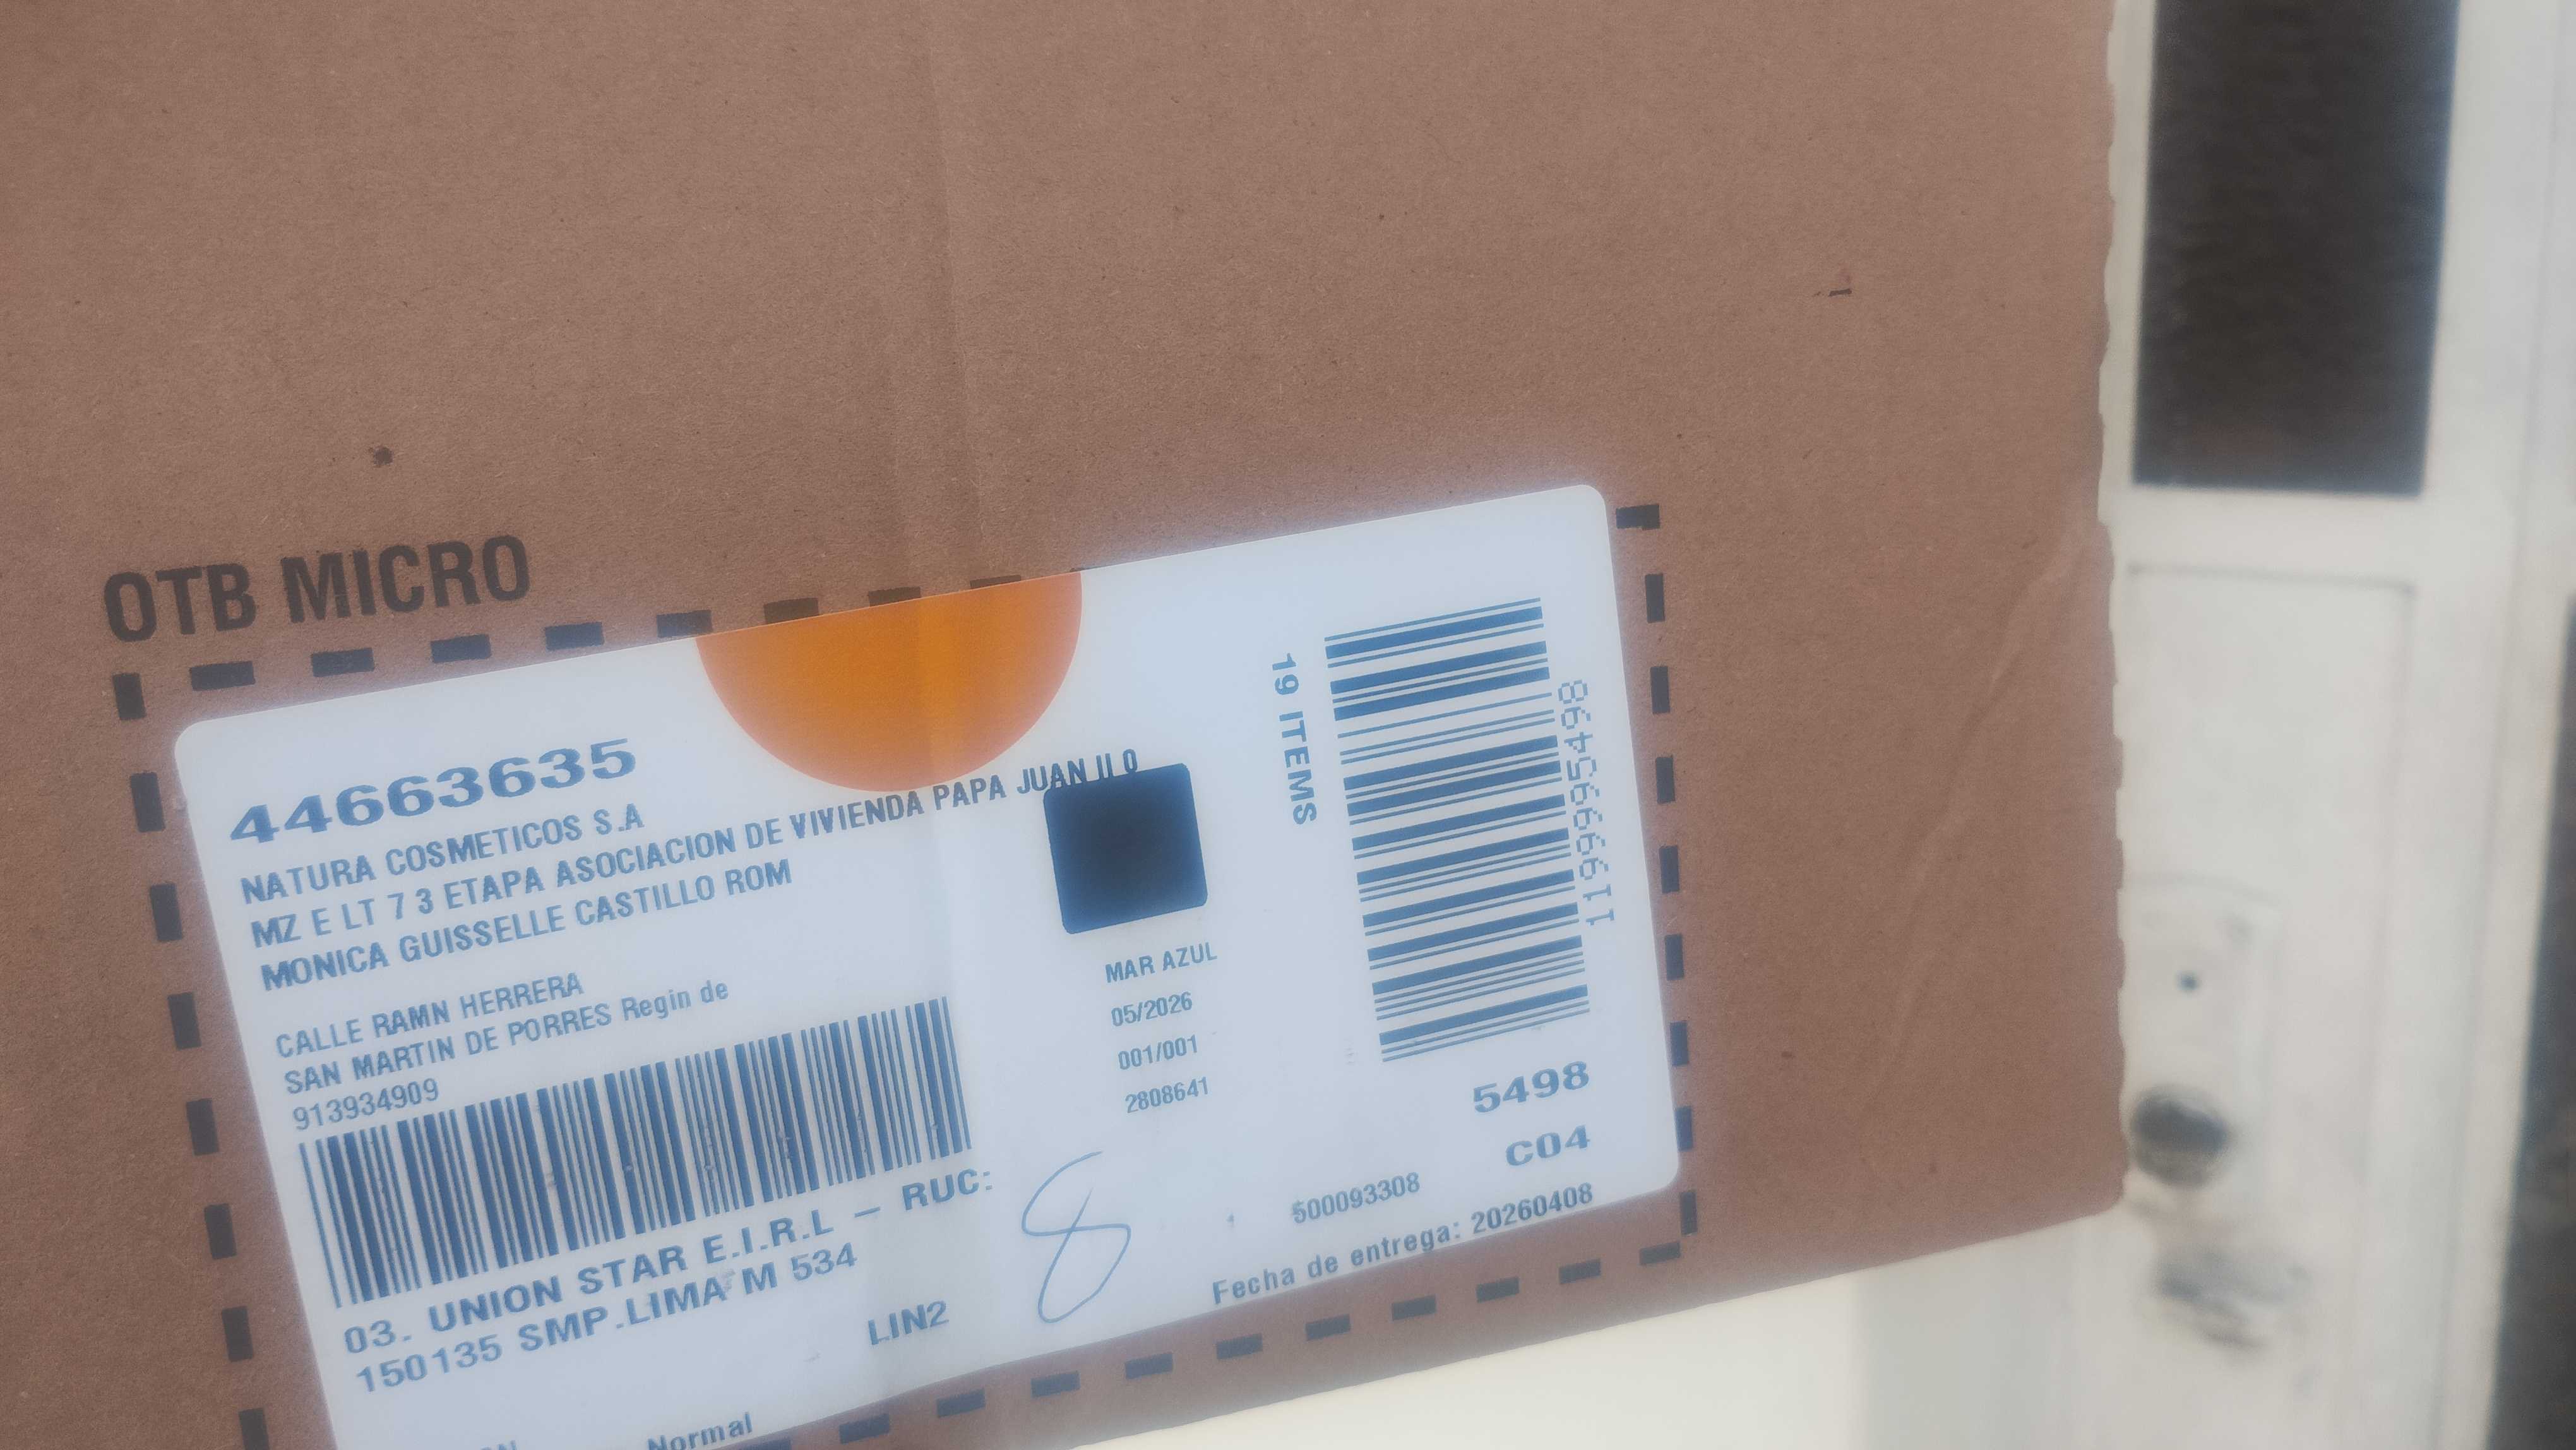 OTB MICRO
44663635
NATURA COSMETICOS S.A
MZ E LT 7 3 ETAPA ASOCIACION DE VIVIENDA PAPA JUAN II 0
MONICA GUISSELLE CASTILLO ROM
CALLE RAMN HERRERA
SAN MARTIN DE PORRES Regin de
913934909
03. UNION STAR E.I.R.L – RUC:
150135 SMP.LIMA M 534
LIN2
Normal
MAR AZUL
05/2026
001/001
2808641
8
19 ITEMS
1199995498
5498
C04
500093308
Fecha de entrega: 20260408